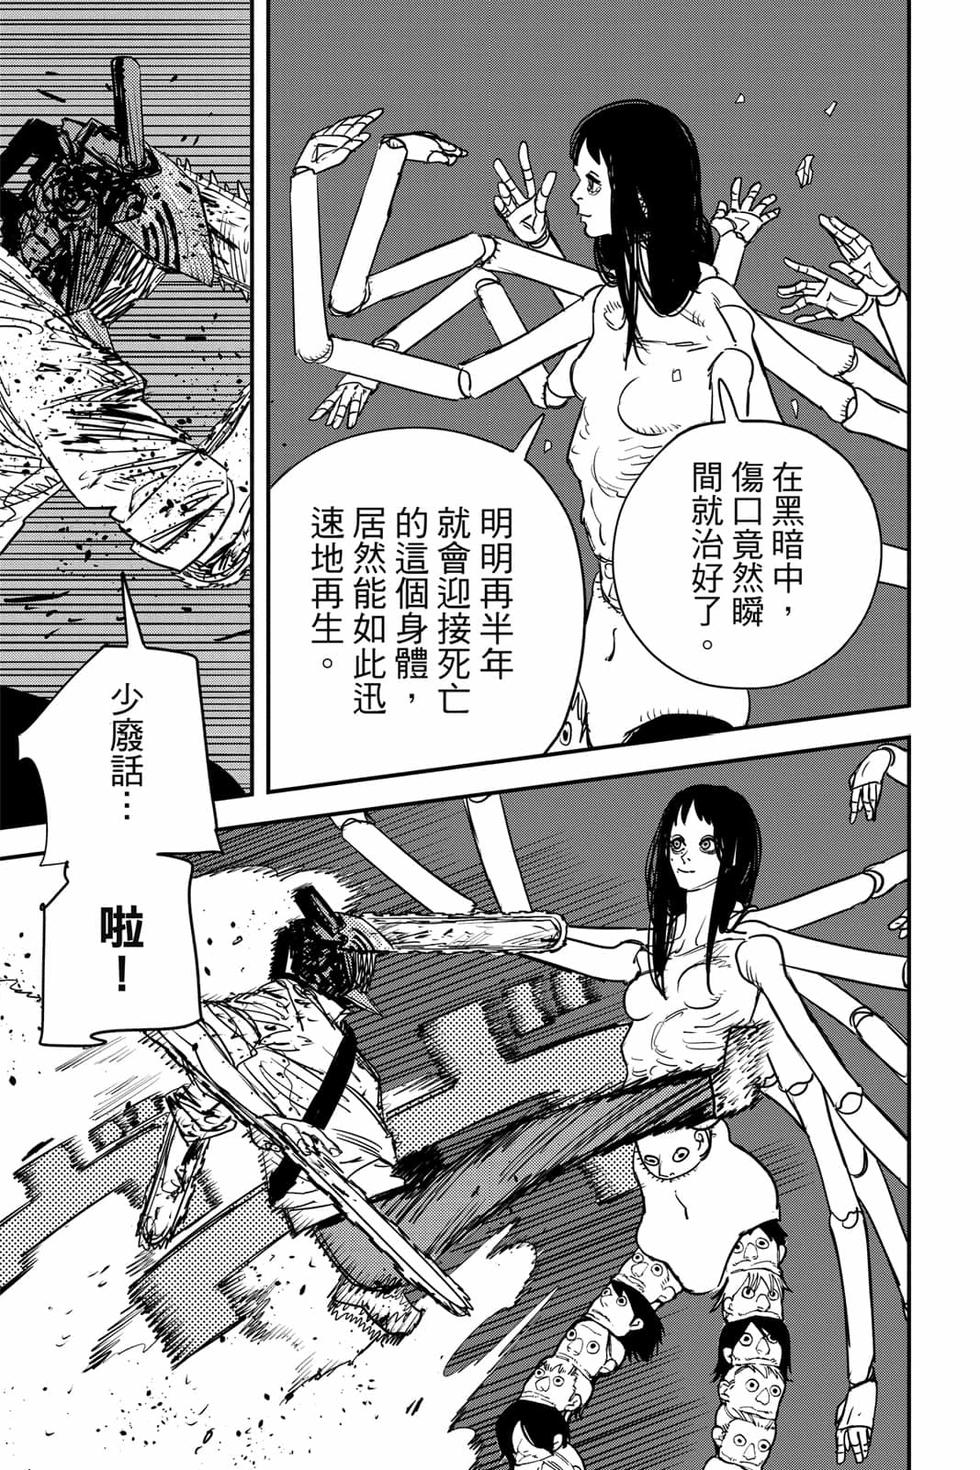 在黑暗中，
傷口竟然瞬
間就治好了。
明明再半年
就會迎接死亡
的這個身體，
居然能如此迅
速地再生。
少廢話…
啦！